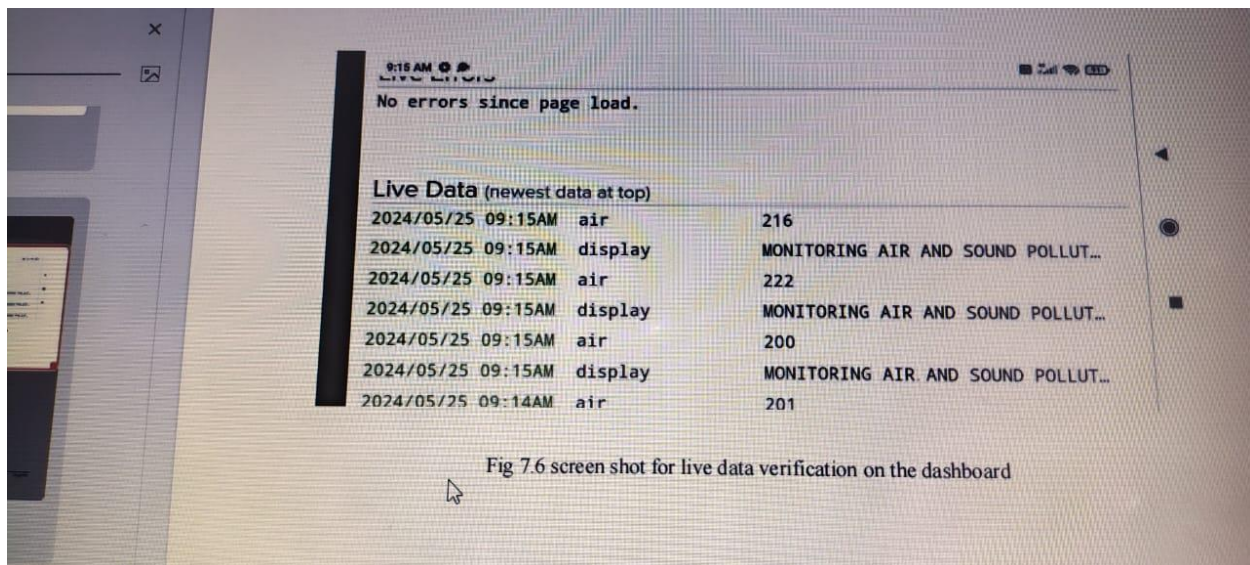 9:15 AM
Live Errors
No errors since page load.
Live Data (newest data at top)
2024/05/25 09:15AM air 216
2024/05/25 09:15AM display MONITORING AIR AND SOUND POLLUT...
2024/05/25 09:15AM air 222
2024/05/25 09:15AM display MONITORING AIR AND SOUND POLLUT...
2024/05/25 09:15AM air 200
2024/05/25 09:15AM display MONITORING AIR AND SOUND POLLUT...
2024/05/25 09:14AM air 201
Fig 7.6 screen shot for live data verification on the dashboard